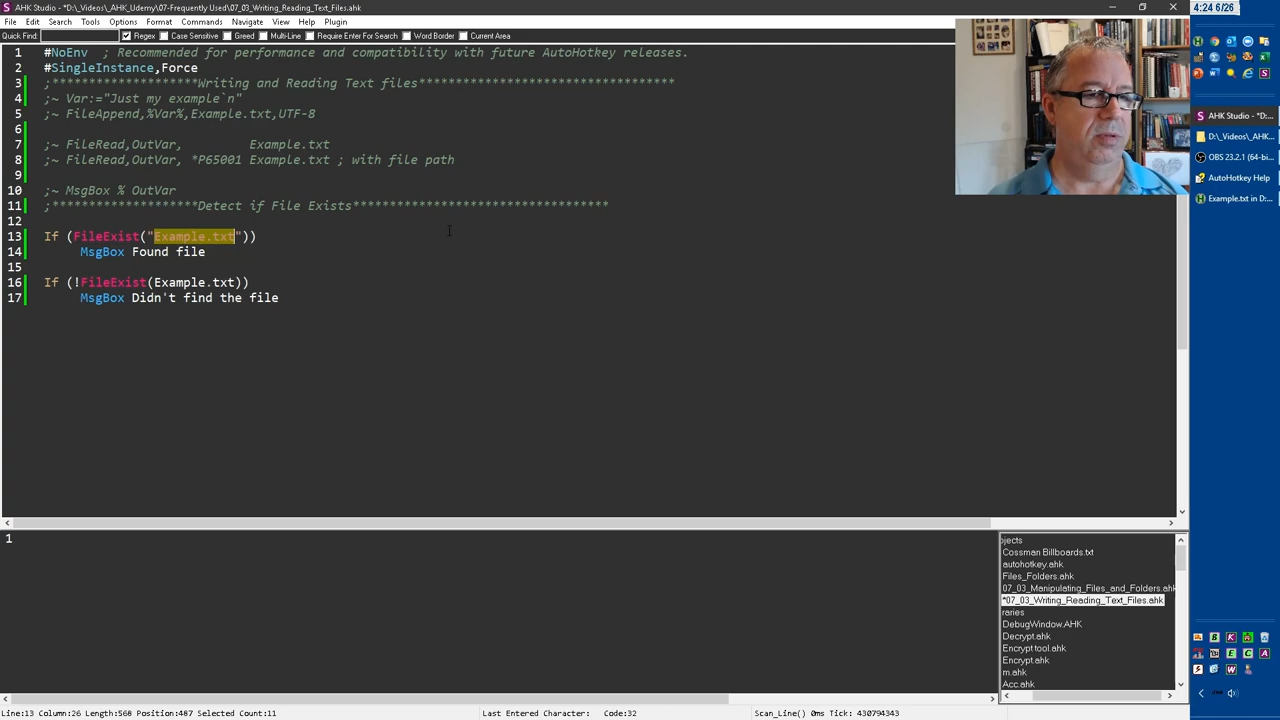 AHK Studio - *D:\_Videos\_AHK_Udemy\07-Frequently Used\07_03_Writing_Reading_Text_Files.ahk
4:24 6/26
File Edit Search Tools Options Format Commands Navigate View Help Plugin
Quick Find: Regex Case Sensitive Greed Multi-Line Require Enter For Search Word Border Current Area
1 #NoEnv ; Recommended for performance and compatibility with future AutoHotkey releases.
2 #SingleInstance,Force
3 ;********************Writing and Reading Text files***********************************
4 ;~ Var:="Just my example`n"
5 ;~ FileAppend,%Var%,Example.txt,UTF-8
6
7 ;~ FileRead,OutVar, Example.txt
8 ;~ FileRead,OutVar, *P65001 Example.txt ; with file path
9
10 ;~ MsgBox % OutVar
11 ;********************Detect if File Exists***********************************
12
13 If (FileExist("Example.txt"))
14 MsgBox Found file
15
16 If (!FileExist(Example.txt))
17 MsgBox Didn't find the file
AHK Studio - *D:...
D:\_Videos\_AHK...
OBS 23.2.1 (64-bi...
AutoHotkey Help
Example.txt in D:...
1
ojects
Cossman Billboards.txt
autohotkey.ahk
Files_Folders.ahk
07_03_Manipulating_Files_and_Folders.ahk
*07_03_Writing_Reading_Text_Files.ahk
raries
DebugWindow.AHK
Decrypt.ahk
Encrypt tool.ahk
Encrypt.ahk
m.ahk
Acc.ahk
Line:13 Column:26 Length:568 Position:487 Selected Count:11 Last Entered Character: Code:32 Scan_Line() 0ms Tick: 430794343